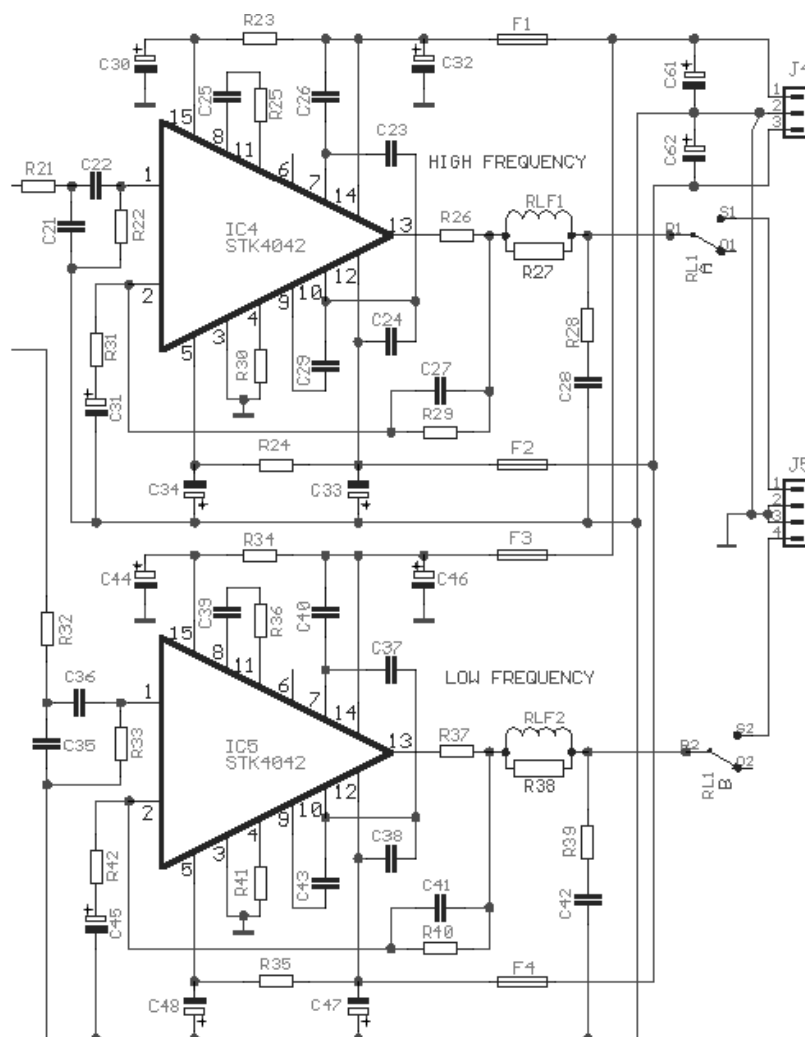 R23
F1
C30
C32
C61
J4
C25
R25
C26
1
2
3
15
8
11
6
7
14
C23
C62
HIGH FREQUENCY
R21
C22
1
C21
R22
IC4
STK4042
13
R26
RLF1
R27
R1
S1
O1
RL1
A
2
12
10
9
4
3
5
R31
C31
R30
C29
C24
C27
R29
R28
C28
R24
F2
C34
C33
J5
1
2
3
4
R34
F3
C44
C46
C39
R36
C40
15
8
11
6
7
14
C37
LOW FREQUENCY
R32
C36
1
C35
R33
IC5
STK4042
13
R37
RLF2
R38
R2
S2
O2
RL1
B
2
12
10
9
4
3
5
R42
C45
R41
C43
C38
C41
R40
R39
C42
R35
F4
C48
C47